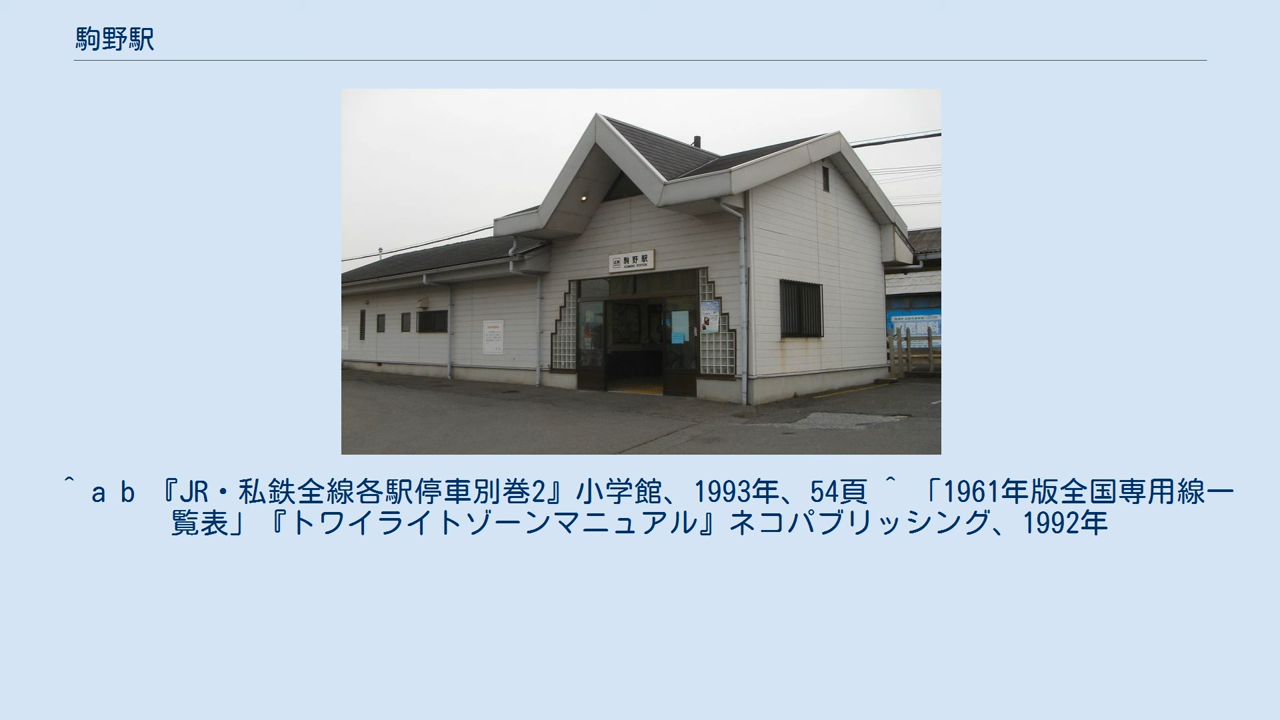 駒野駅
駒野駅
^ a b 『JR・私鉄全線各駅停車別巻2』小学館、1993年、54頁 ^ 「1961年版全国専用線一
覧表」『トワイライトゾーンマニュアル』ネコパブリッシング、1992年